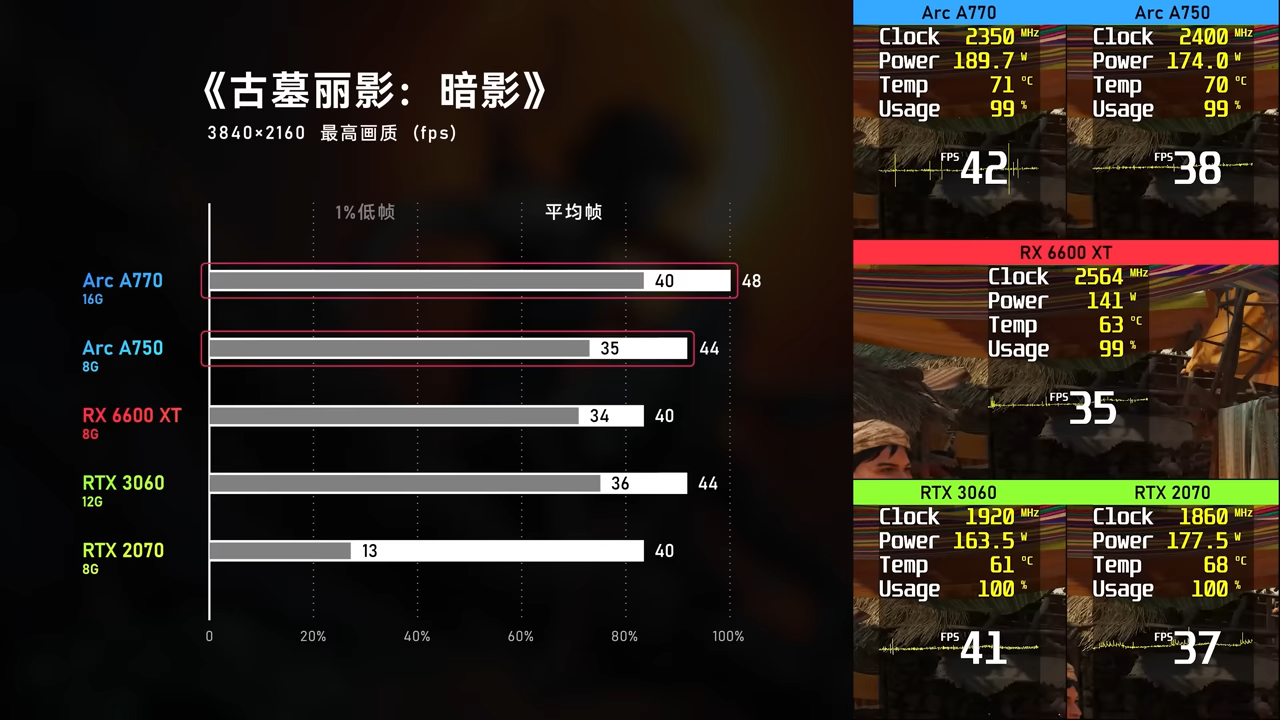 《古墓丽影：暗影》
3840×2160 最高画质 (fps)
1%低帧 平均帧
Arc A770 40 48
16G
Arc A750 35 44
8G
RX 6600 XT 34 40
8G
RTX 3060 36 44
12G
RTX 2070 13 40
8G
0 20% 40% 60% 80% 100%
Arc A770
Clock 2350 MHz
Power 189.7 W
Temp 71 °C
Usage 99 %
FPS 42
Arc A750
Clock 2400 MHz
Power 174.0 W
Temp 70 °C
Usage 99 %
FPS 38
RX 6600 XT
Clock 2564 MHz
Power 141 W
Temp 63 °C
Usage 99 %
FPS 35
RTX 3060
Clock 1920 MHz
Power 163.5 W
Temp 61 °C
Usage 100 %
FPS 41
RTX 2070
Clock 1860 MHz
Power 177.5 W
Temp 68 °C
Usage 100 %
FPS 37